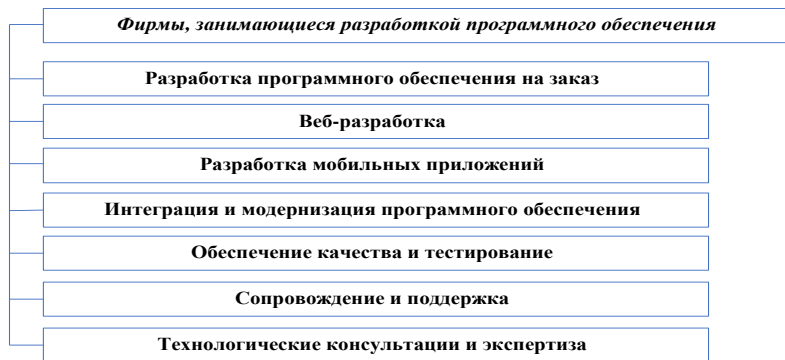 Фирмы, занимающиеся разработкой программного обеспечения
Разработка программного обеспечения на заказ
Веб-разработка
Разработка мобильных приложений
Интеграция и модернизация программного обеспечения
Обеспечение качества и тестирование
Сопровождение и поддержка
Технологические консультации и экспертиза